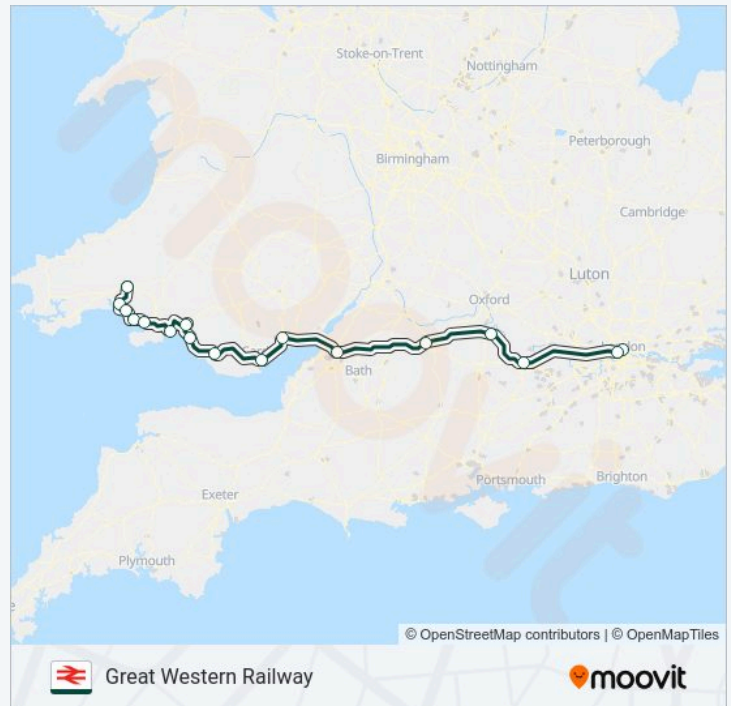 Stoke-on-Trent
Nottingham
Peterborough
Birmingham
Cambridge
Luton
Oxford
Bath
Portsmouth
Brighton
Exeter
Plymouth
moovit
© OpenStreetMap contributors | © OpenMapTiles
Great Western Railway
moovit